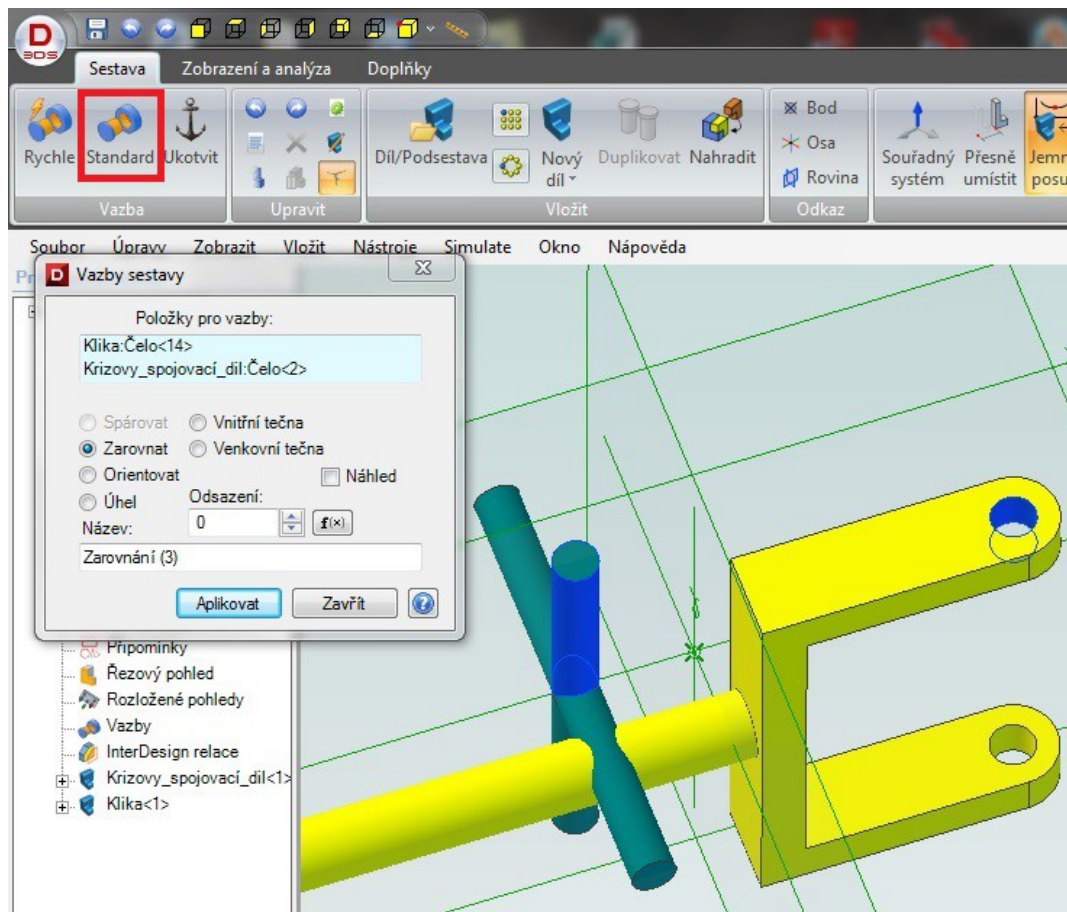 D
3DS
Sestava Zobrazení a analýza Doplňky
Rychle Standard Ukotvit
Díl/Podsestava Nový díl Duplikovat Nahradit
Bod
Osa
Rovina
Souřadný systém Přesně umístit
Vazba Upravit Vložit Odkaz
Soubor Úpravy Zobrazit Vložit Nástroje Simulate Okno Nápověda
D Vazby sestavy
Položky pro vazby:
Klika:Čelo<14>
Krizovy_spojovací_dil:Čelo<2>
Spárovat Vnitřní tečna
Zarovnat Venkovní tečna
Orientovat Náhled
Úhel Odsazení:
Název: 0 f(x)
Zarovnání (3)
Aplikovat Zavřít
Připomínky
Řezový pohled
Rozložené pohledy
Vazby
InterDesign relace
Krizovy_spojovací_dil<1>
Klika<1>